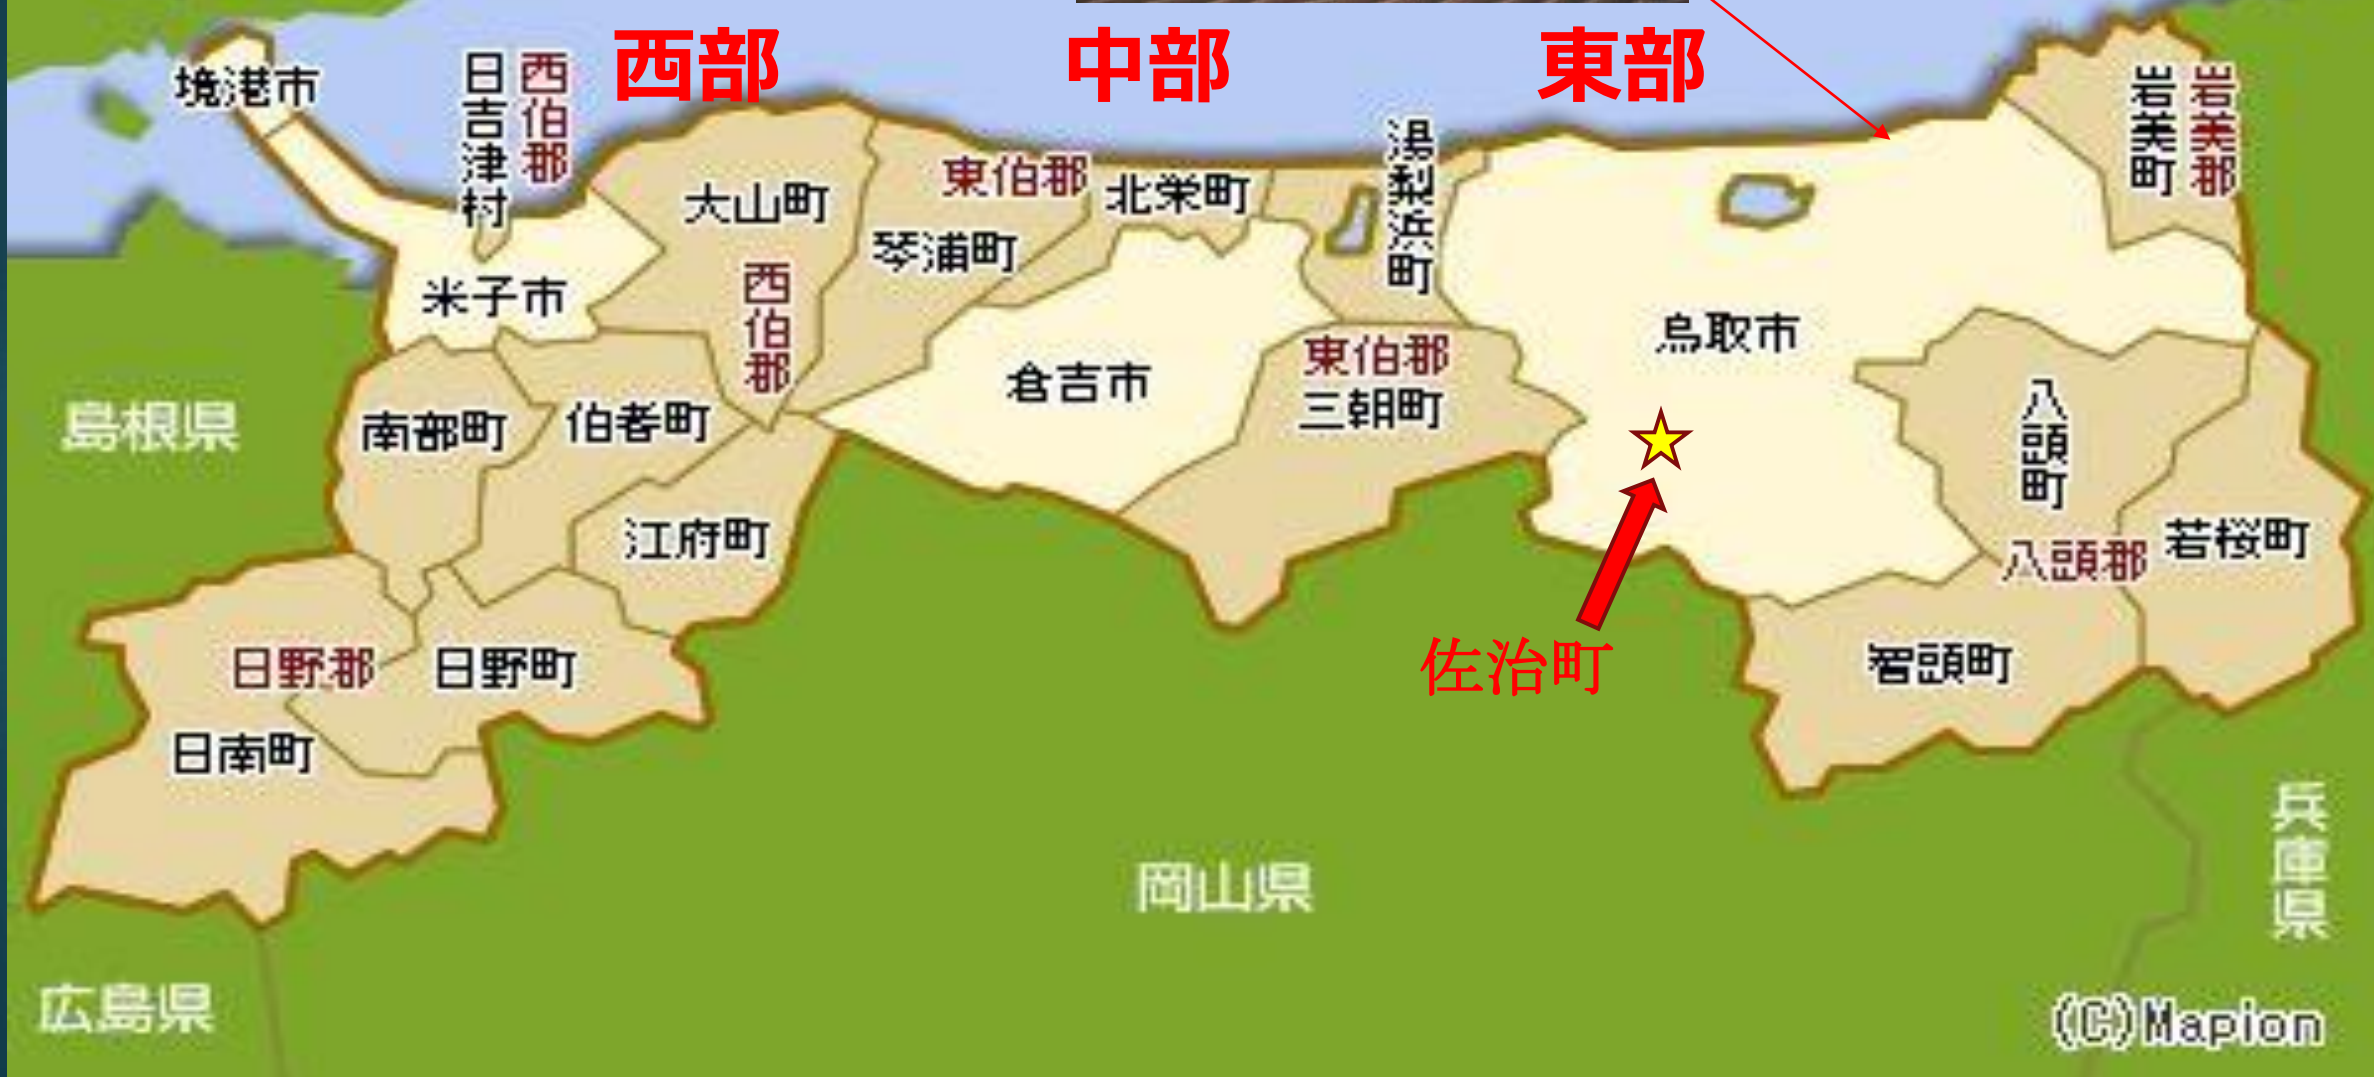 西部
中部
東部
境港市
日吉津村
西伯郡
岩美町
岩美郡
湯梨浜町
東伯郡
北栄町
大山町
琴浦町
米子市
西伯郡
鳥取市
東伯郡
三朝町
倉吉市
八頭町
島根県
南部町
伯耆町
江府町
八頭郡
若桜町
佐治町
日野郡
日野町
智頭町
日南町
兵庫県
岡山県
広島県
(C)Mapion